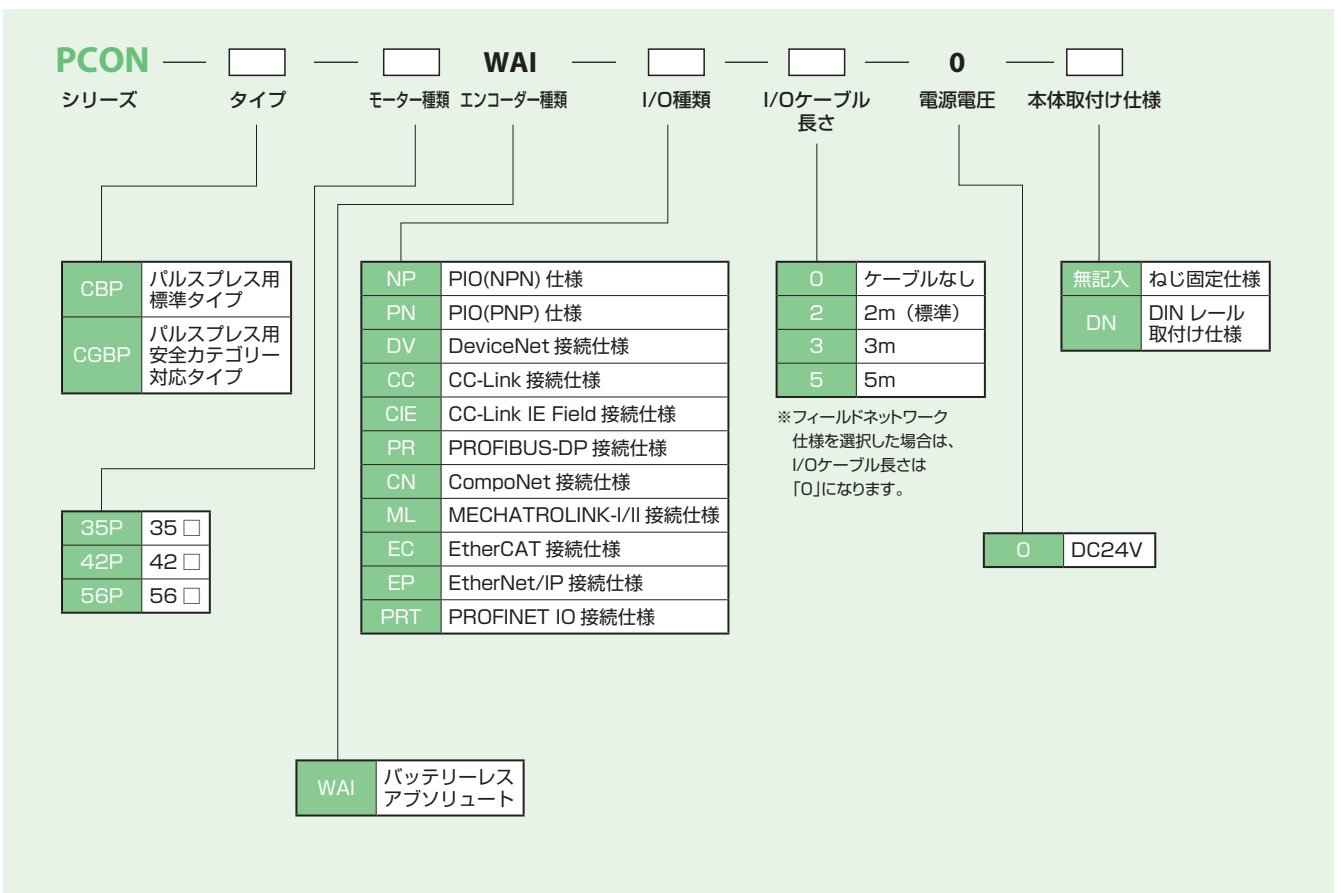 PCON — □ — □ WAI — □ — □ — 0 — □
シリーズ タイプ モーター種類 エンコーダー種類 I/O種類 I/Oケーブル 電源電圧 本体取付け仕様
長さ
CBP パルスプレス用
標準タイプ
CGBP パルスプレス用
安全カテゴリー
対応タイプ
35P 35□
42P 42□
56P 56□
WAI バッテリーレス
アブソリュート
NP PIO(NPN) 仕様
PN PIO(PNP) 仕様
DV DeviceNet 接続仕様
CC CC-Link 接続仕様
CIE CC-Link IE Field 接続仕様
PR PROFIBUS-DP 接続仕様
CN CompoNet 接続仕様
ML MECHATROLINK-I/II 接続仕様
EC EtherCAT 接続仕様
EP EtherNet/IP 接続仕様
PRT PROFINET IO 接続仕様
0 ケーブルなし
2 2m（標準）
3 3m
5 5m
※フィールドネットワーク
仕様を選択した場合は、
I/Oケーブル長さは
「0」になります。
0 DC24V
無記入 ねじ固定仕様
DN DIN レール
取付け仕様